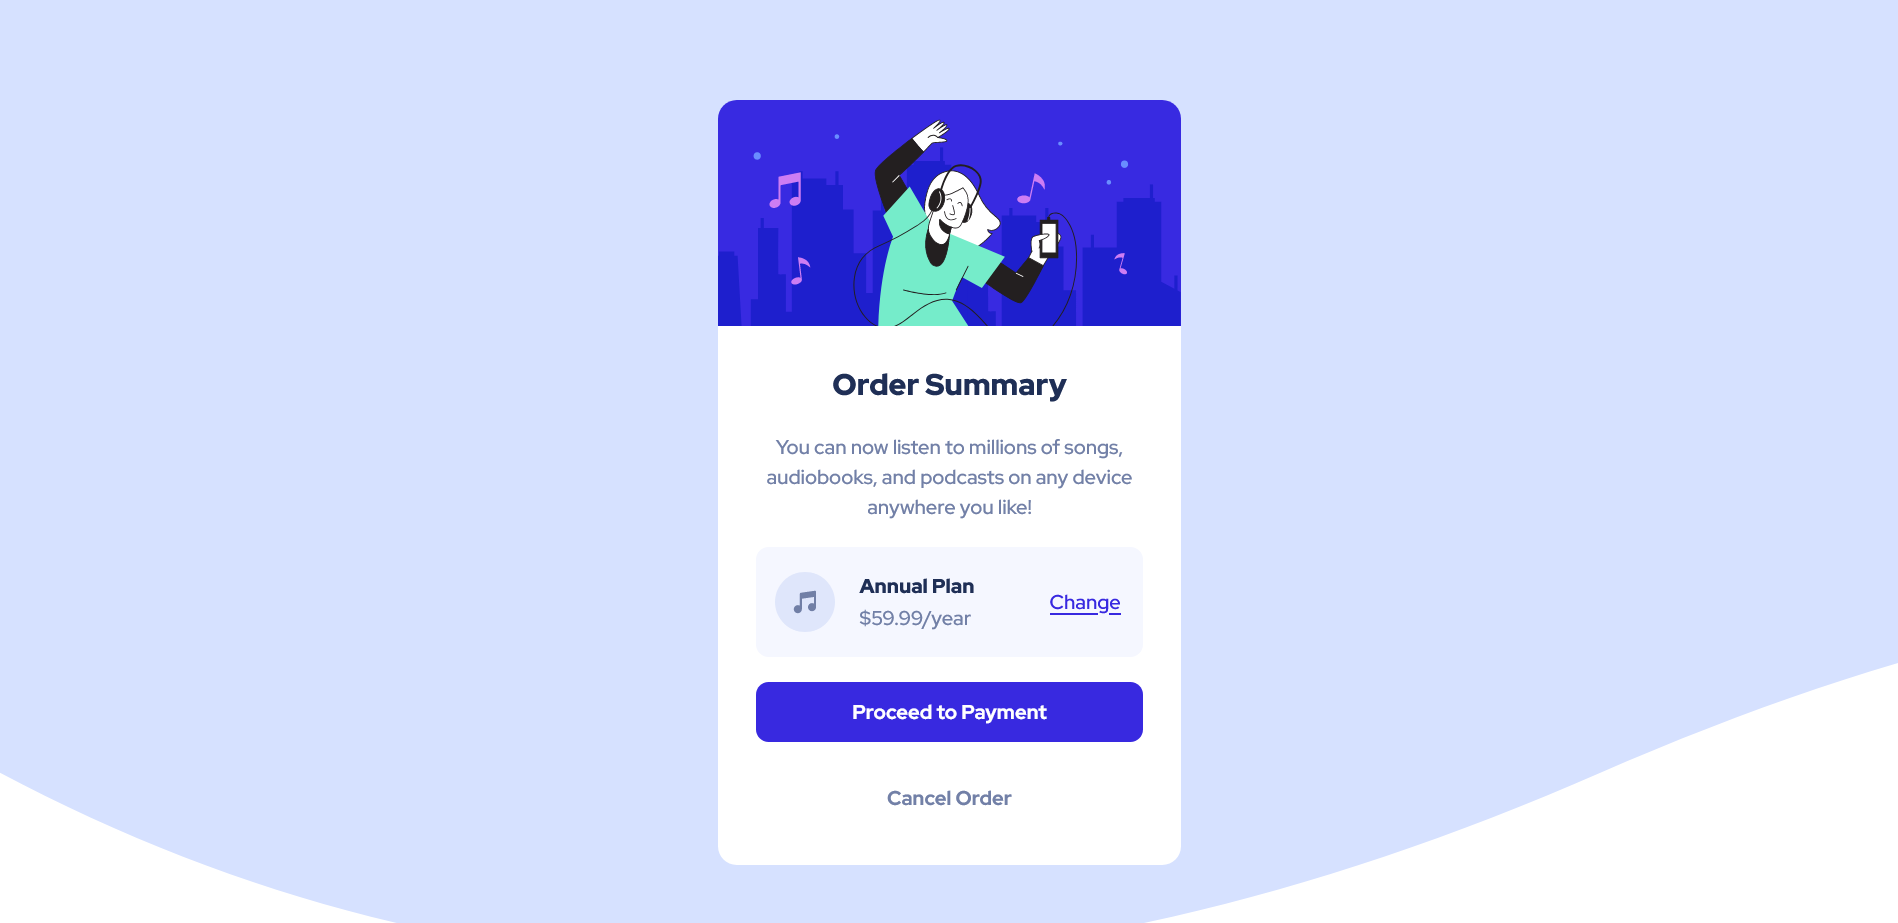 Order Summary
You can now listen to millions of songs,
audiobooks, and podcasts on any device
anywhere you like!
Annual Plan
$59.99/year
Change
Proceed to Payment
Cancel Order